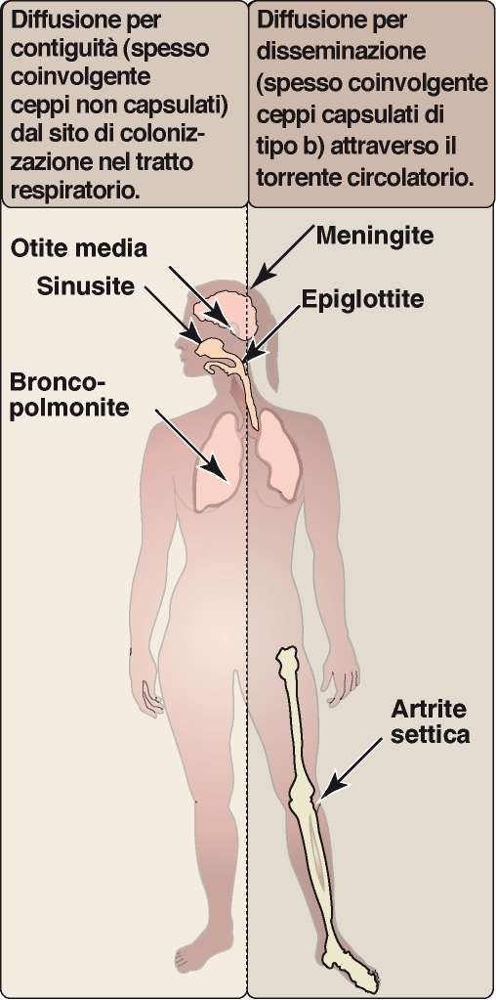 Diffusione per
contiguità (spesso
coinvolgente
ceppi non capsulati)
dal sito di coloniz-
zazione nel tratto
respiratorio.
Diffusione per
disseminazione
(spesso coinvolgente
ceppi capsulati di
tipo b) attraverso il
torrente circolatorio.
Otite media
Sinusite
Meningite
Epiglottite
Bronco-
polmonite
Artrite
settica